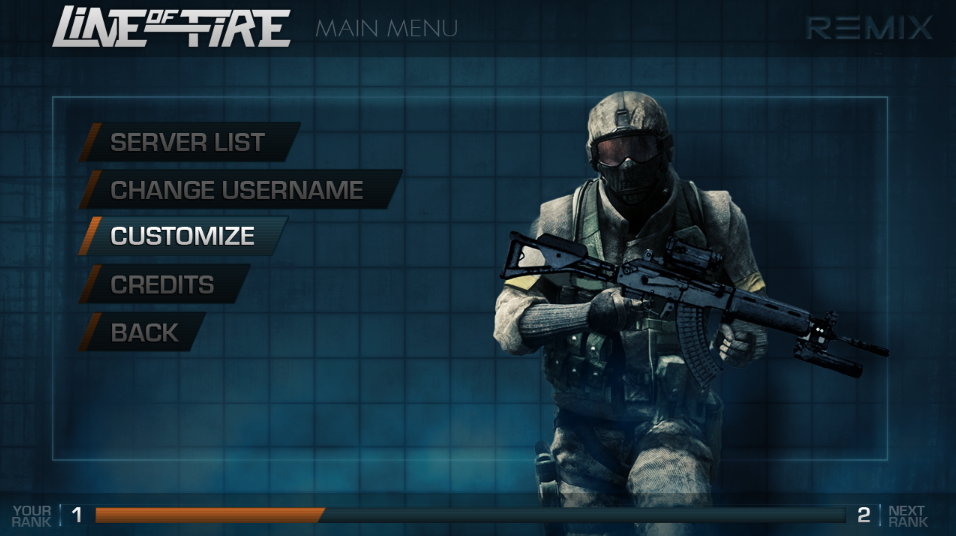 LINE OF FIRE MAIN MENU REMIX
SERVER LIST
CHANGE USERNAME
CUSTOMIZE
CREDITS
BACK
YOUR RANK 1
2 NEXT RANK